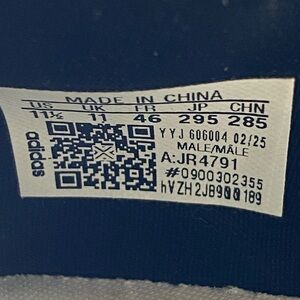 MADE IN CHINA
US UK FR JP CHN
11½ 11 46 295 285
adidas
YYJ 606004 02/25
MALE/MÂLE
A:JR4791
#0900302355
hVZH2JB900189